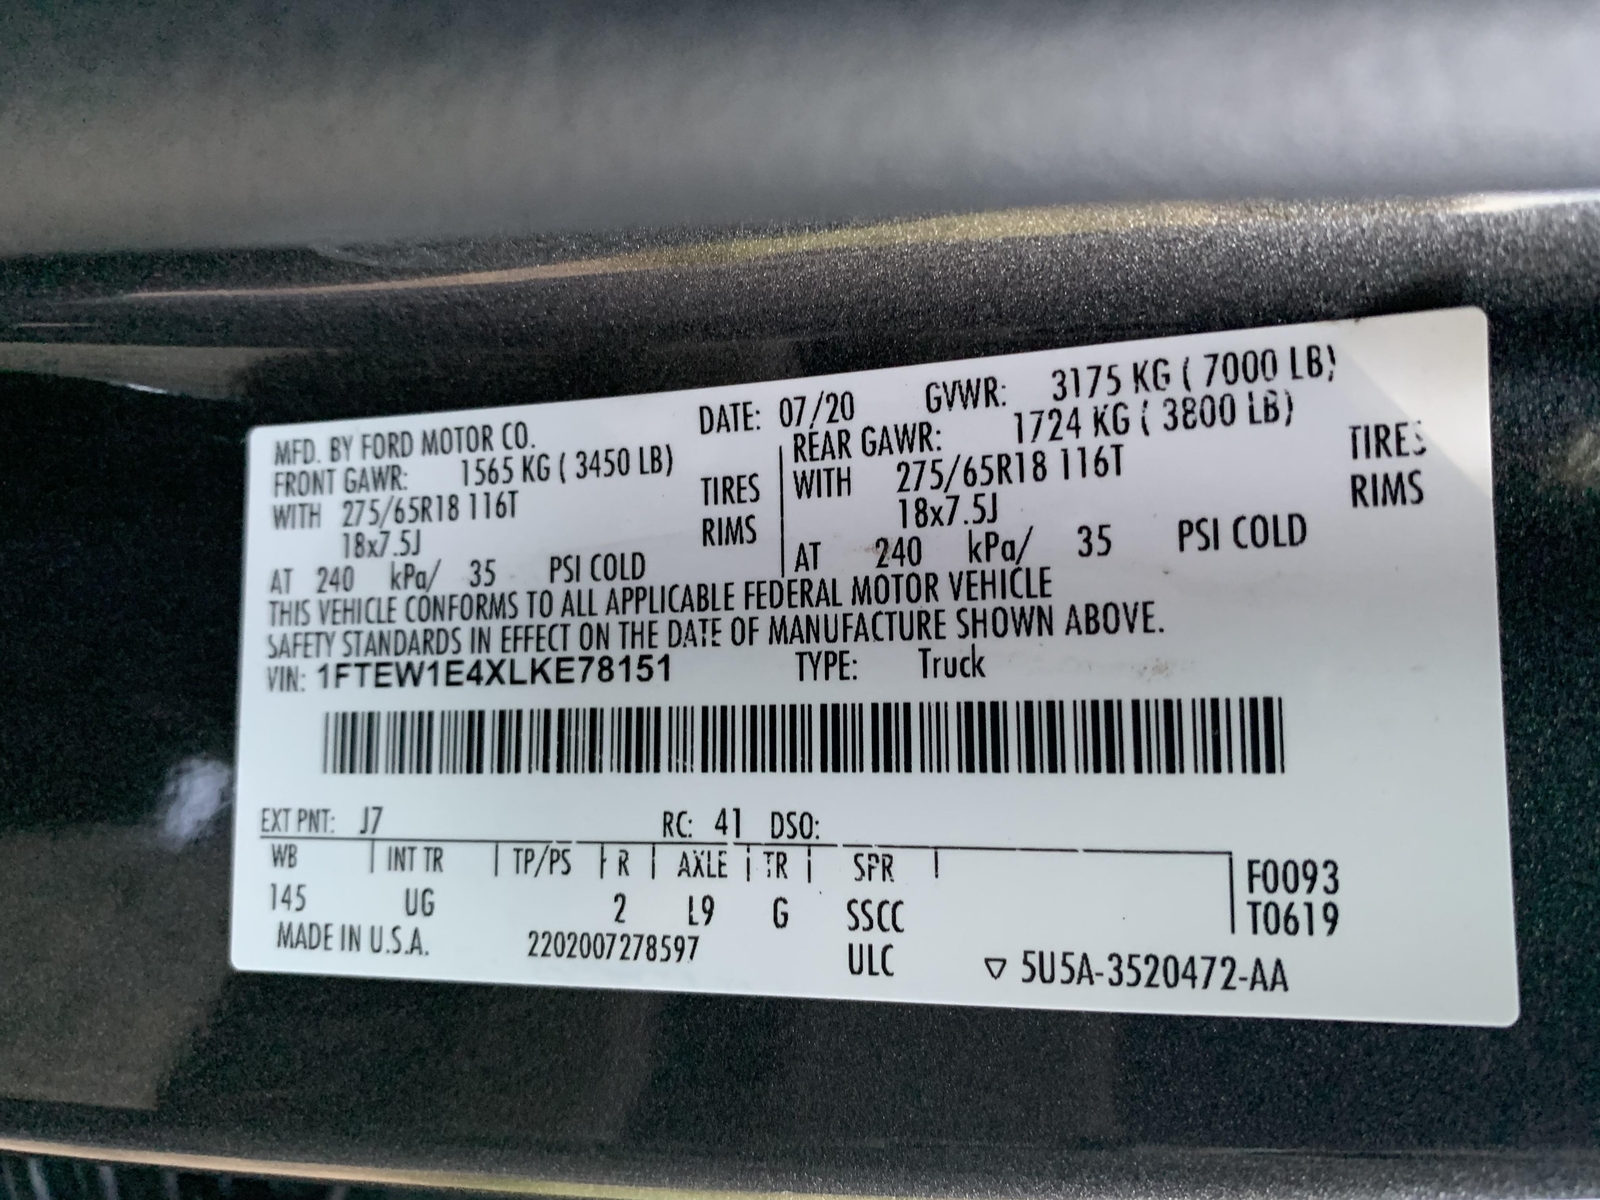 MFD. BY FORD MOTOR CO. DATE: 07/20 GVWR: 3175 KG ( 7000 LB)
FRONT GAWR: 1565 KG ( 3450 LB) REAR GAWR: 1724 KG ( 3800 LB)
WITH 275/65R18 116T TIRES WITH 275/65R18 116T TIRES
18x7.5J RIMS 18x7.5J RIMS
AT 240 kPa/ 35 PSI COLD AT 240 kPa/ 35 PSI COLD
THIS VEHICLE CONFORMS TO ALL APPLICABLE FEDERAL MOTOR VEHICLE
SAFETY STANDARDS IN EFFECT ON THE DATE OF MANUFACTURE SHOWN ABOVE.
VIN: 1FTEW1E4XLKE78151 TYPE: Truck
EXT PNT: J7 RC: 41 DSO:
WB INT TR TP/PS R AXLE TR SPR F0093
145 UG 2 L9 G SSCC T0619
MADE IN U.S.A. 2202007278597 ULC ▽ 5U5A-3520472-AA